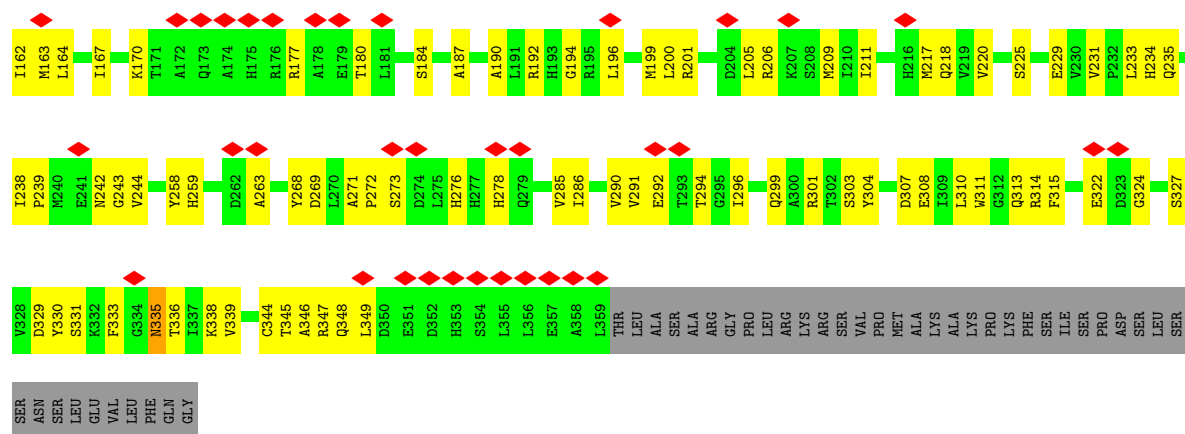 I162 M163 L164 I167 K170 T171 A172 Q173 A174 H175 R176 R177 A178 E179 T180 L181 S184 A187 A190 L191 R192 H193 G194 R195 L196 M199 L200 R201 D204 L205 R206 K207 S208 M209 I210 I211 H216 M217 Q218 V219 V220 S225 E229 V230 V231 P232 L233 H234 Q235
I238 P239 M240 E241 N242 G243 V244 Y258 H259 D262 A263 Y268 D269 L270 A271 P272 S273 D274 L275 H276 H277 H278 Q279 V285 I286 V290 V291 E292 T293 T294 G295 I296 Q299 A300 R301 T302 S303 Y304 D307 E308 I309 L310 W311 G312 Q313 R314 F315 E322 D323 G324 S327
V328 D329 Y330 S331 K332 F333 G334 N335 T336 I337 K338 V339 C344 T345 A346 R347 Q348 L349 D350 E351 D352 H353 S354 L355 L356 E357 A358 L359 THR LEU ALA SER ALA ARG GLY PRO LEU ARG LYS ARG SER VAL PRO MET ALA LYS ALA LYS PRO LYS PHE SER ILE SER PRO ASP SER LEU SER
SER ASN SER LEU GLU VAL LEU PHE GLN GLY